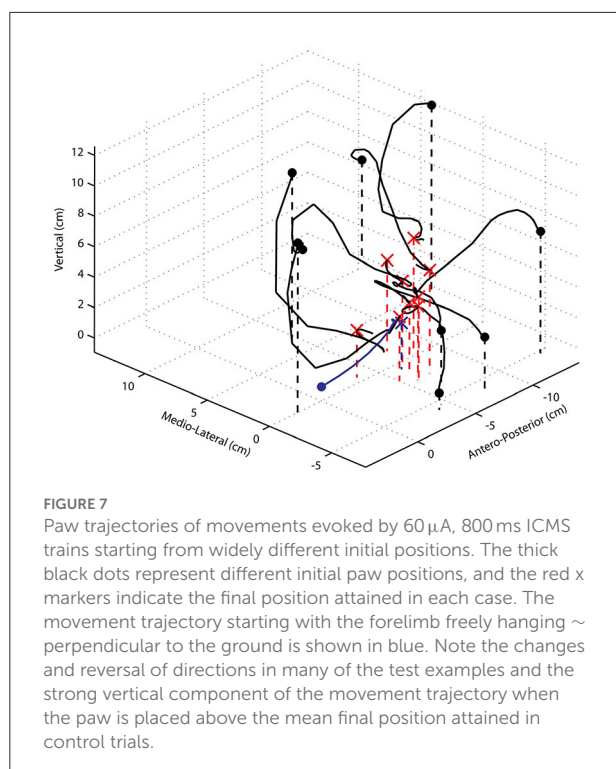 12
10
8
6
4
2
0
Vertical (cm)
10
5
0
-5
Medio-Lateral (cm)
-10
-5
0
Antero-Posterior (cm)
FIGURE 7
Paw trajectories of movements evoked by 60 μA, 800 ms ICMS
trains starting from widely different initial positions. The thick
black dots represent different initial paw positions, and the red x
markers indicate the final position attained in each case. The
movement trajectory starting with the forelimb freely hanging ∼
perpendicular to the ground is shown in blue. Note the changes
and reversal of directions in many of the test examples and the
strong vertical component of the movement trajectory when
the paw is placed above the mean final position attained in
control trials.